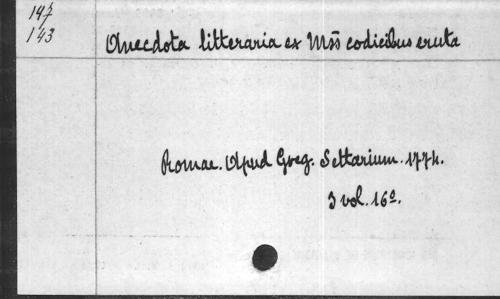 147
143
Anecdota litteraria ex Mss codicibus eruta
Romae. Apud Greg. Settarium. 1774.
3 vol. 16º.